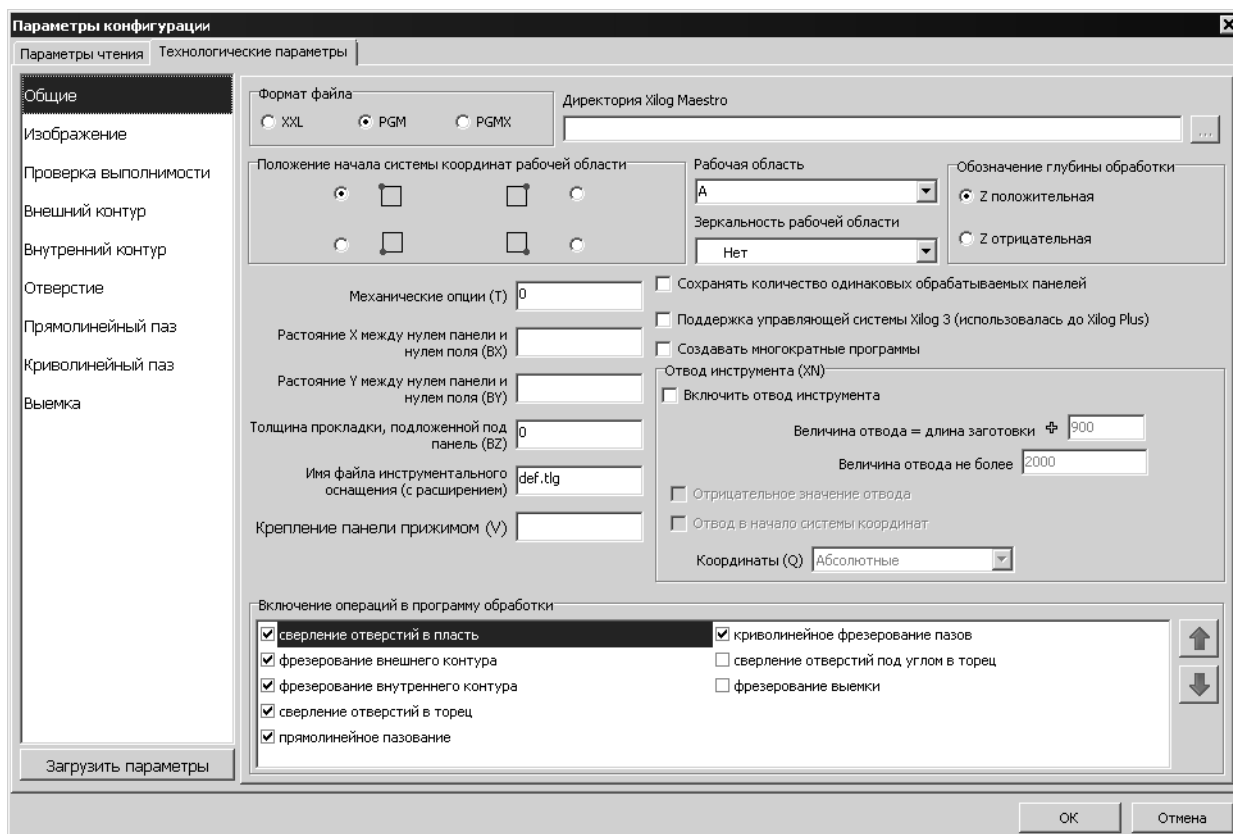 Параметры конфигурации
Параметры чтения
Технологические параметры
Общие
Изображение
Проверка выполнимости
Внешний контур
Внутренний контур
Отверстие
Прямолинейный паз
Криволинейный паз
Выемка
Загрузить параметры
Формат файла
XXL
PGM
PGMX
Директория Xilog Maestro
...
Положение начала системы координат рабочей области
Рабочая область
A
Зеркальность рабочей области
Нет
Обозначение глубины обработки
Z положительная
Z отрицательная
Механические опции (T)
0
Растояние X между нулем панели и
нулем поля (BX)
Растояние Y между нулем панели и
нулем поля (BY)
Толщина прокладки, подложенной под
панель (BZ)
0
Имя файла инструментального
оснащения (с расширением)
def.tlg
Крепление панели прижимом (V)
Сохранять количество одинаковых обрабатываемых панелей
Поддержка управляющей системы Xilog 3 (использовалась до Xilog Plus)
Создавать многократные программы
Отвод инструмента (XN)
Включить отвод инструмента
Величина отвода = длина заготовки +
900
Величина отвода не более
2000
Отрицательное значение отвода
Отвод в начало системы координат
Координаты (Q)
Абсолютные
Включение операций в программу обработки
сверление отверстий в пласть
фрезерование внешнего контура
фрезерование внутреннего контура
сверление отверстий в торец
прямолинейное пазование
криволинейное фрезерование пазов
сверление отверстий под углом в торец
фрезерование выемки
OK
Отмена